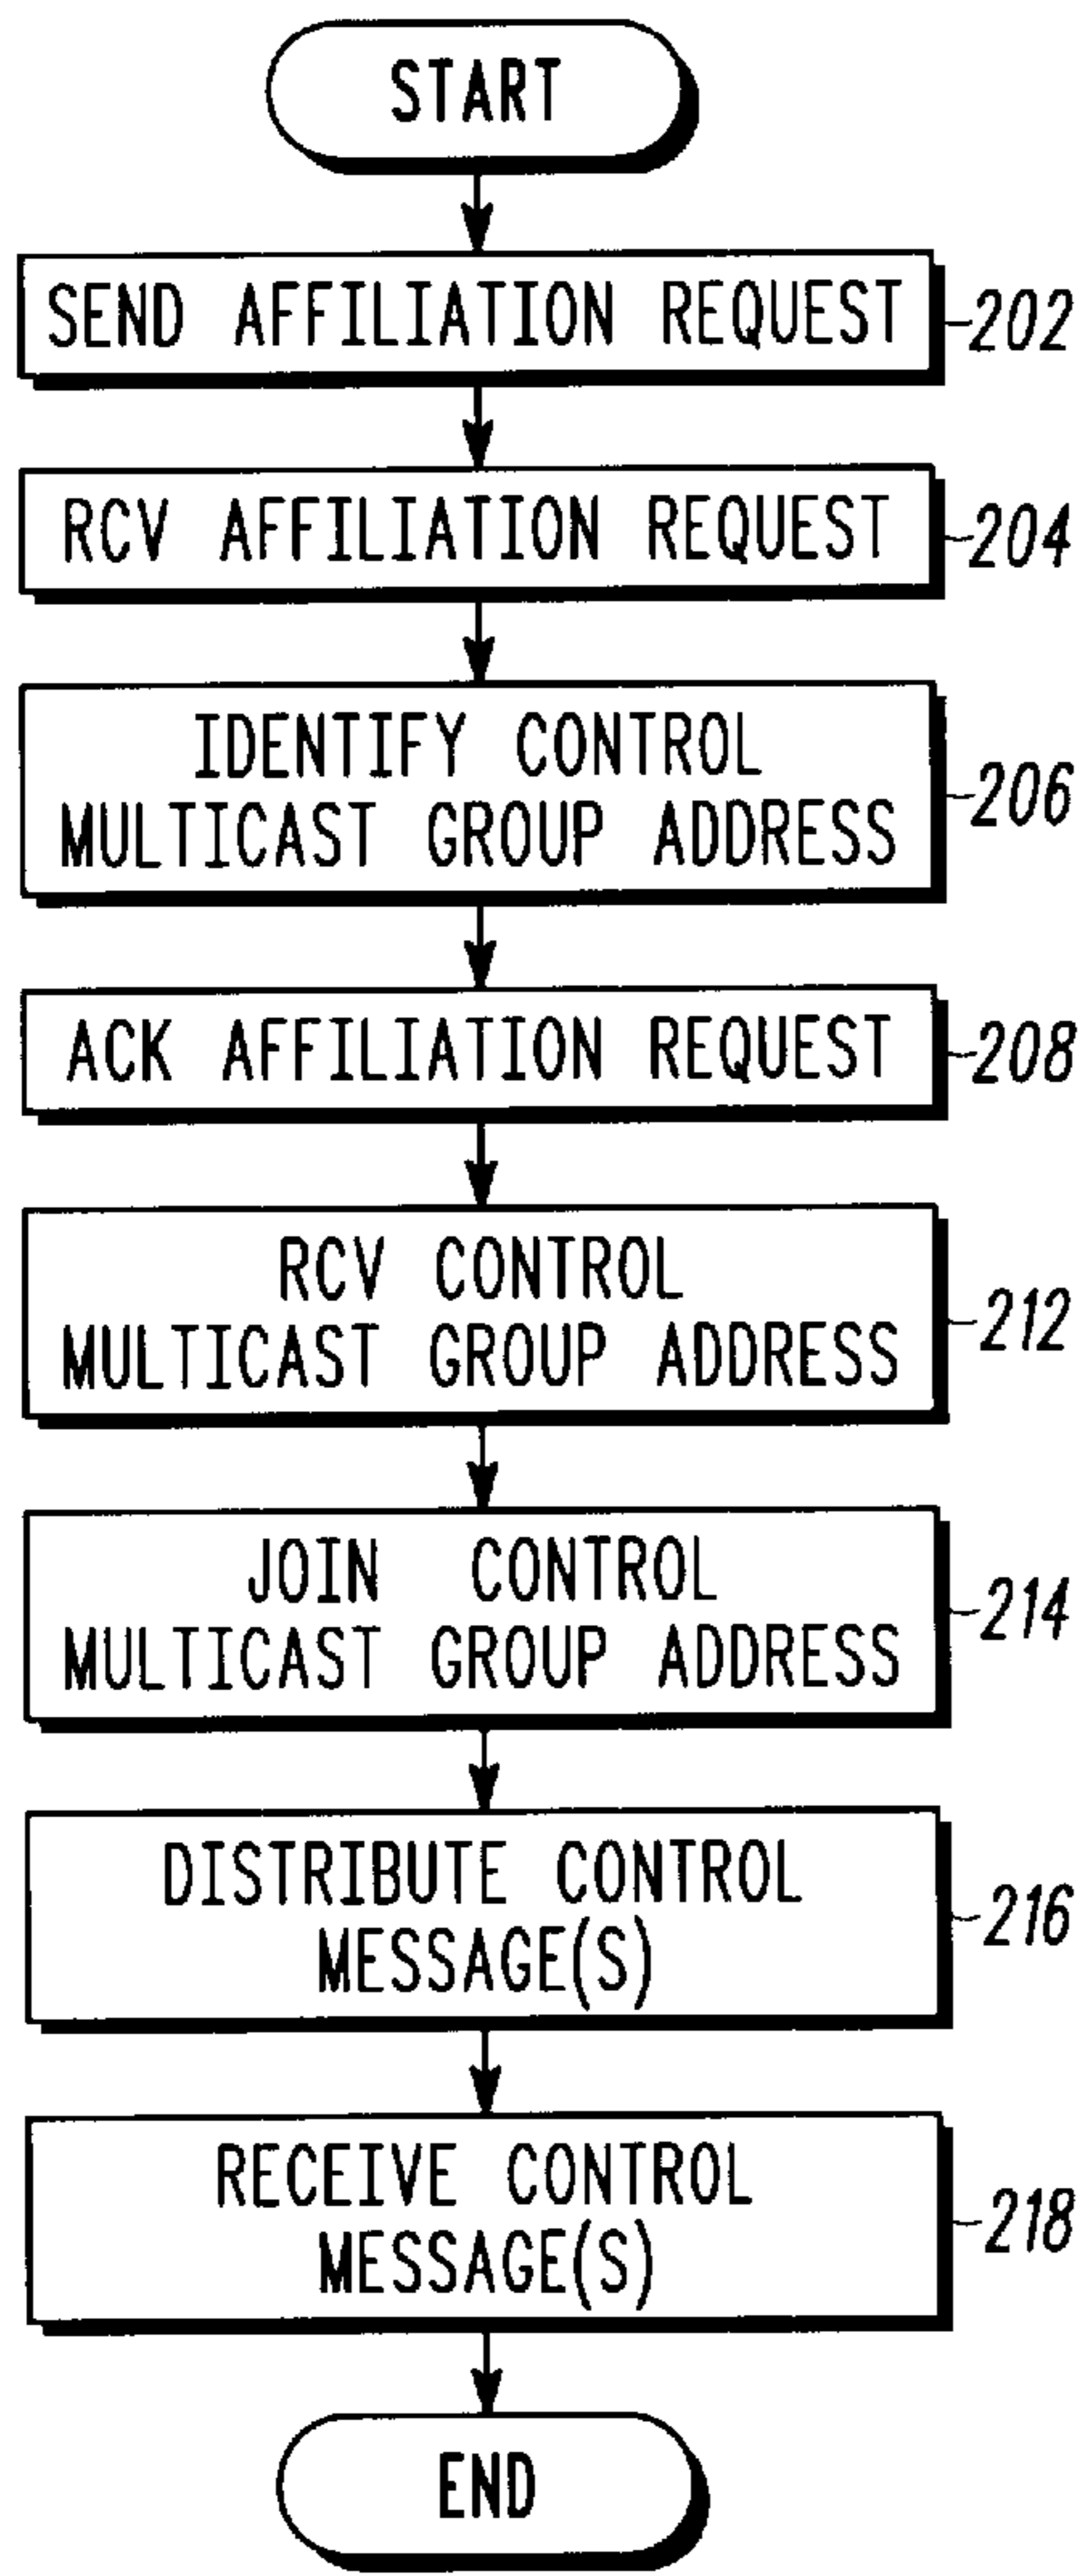 START
SEND AFFILIATION REQUEST
202
RCV AFFILIATION REQUEST
204
IDENTIFY CONTROL
MULTICAST GROUP ADDRESS
206
ACK AFFILIATION REQUEST
208
RCV CONTROL
MULTICAST GROUP ADDRESS
212
JOIN CONTROL
MULTICAST GROUP ADDRESS
214
DISTRIBUTE CONTROL
MESSAGE(S)
216
RECEIVE CONTROL
MESSAGE(S)
218
END